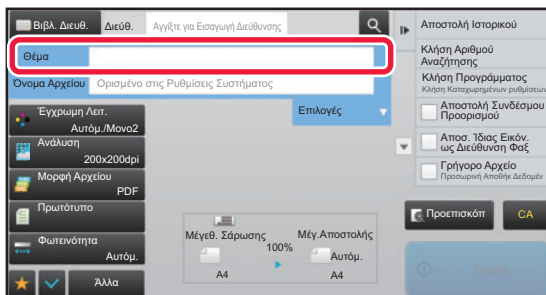 Βιβλ. Διευθ.
Διεύθ.
Αγγίξτε για Εισαγωγή Διεύθυνσης
Αποστολή Ιστορικού
Θέμα
Κλήση Αριθμού
Αναζήτησης
Όνομα Αρχείου
Ορισμένο στις Ρυθμίσεις Συστήματος
Κλήση Προγράμματος
Κλήση Καταχωρημένων ρυθμίσεων
Έγχρωμη Λειτ.
Αυτόμ./Μονο2
Επιλογές
Αποστολή Συνδέσμου
Προορισμού
Ανάλυση
200x200dpi
Αποσ. Ίδιας Εικόν.
ως Διεύθυνση Φαξ
Μορφή Αρχείου
PDF
Γρήγορο Αρχείο
Προσωρινή Αποθήκ Δεδομέν
Πρωτότυπο
Προεπισκόπ
CA
Φωτεινότητα
Αυτόμ.
Μέγεθ. Σάρωσης
100%
Μέγ.Αποστολής
Αυτόμ.
A4
A4
Άλλα